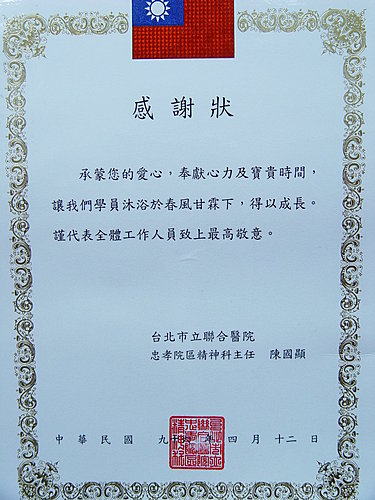 感謝狀
承蒙您的愛心，奉獻心力及寶貴時間，
讓我們學員沐浴於春風甘霖下，得以成長。
謹代表全體工作人員致上最高敬意。
台北市立聯合醫院
忠孝院區精神科主任　陳國顯
中華民國　九十四年四月十二日